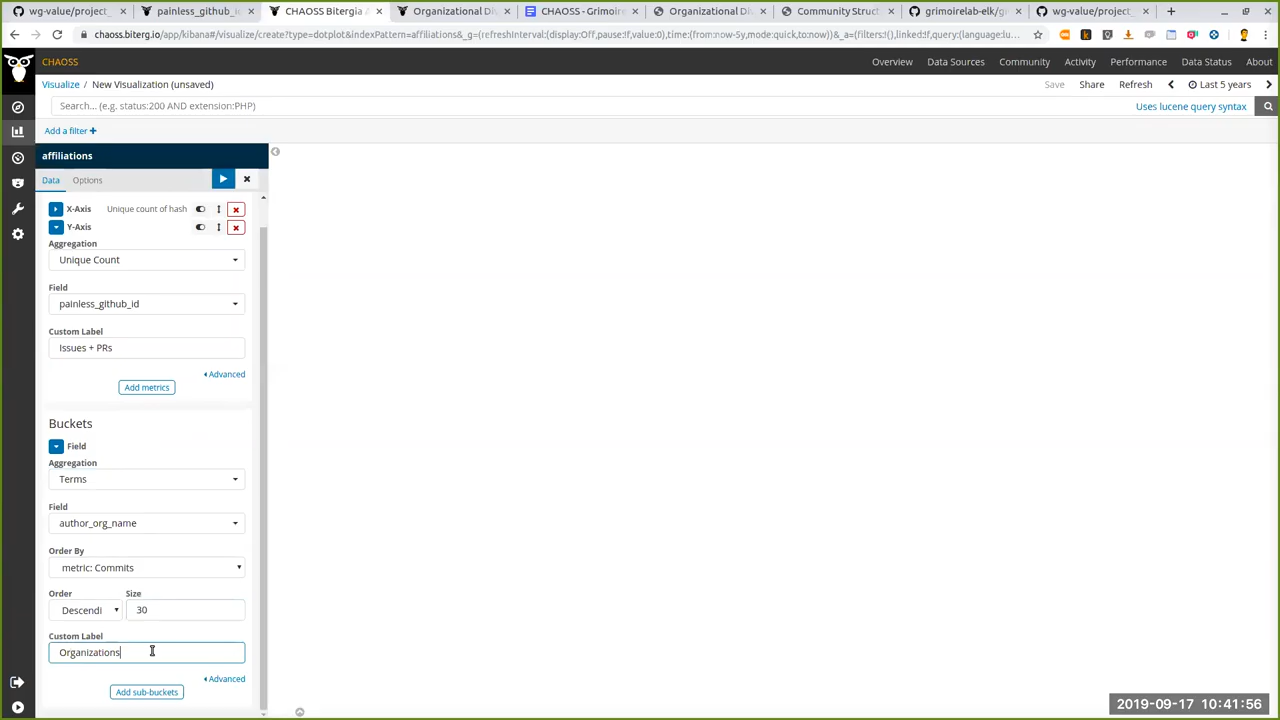 wg-value/project_
painless_github_i
CHAOSS Bitergia A
Organizational Div
CHAOSS - Grimoire
Organizational Di
Community Struct
grimoirelab-elk/g
wg-value/project_
chaoss.biterg.io/app/kibana#/visualize/create?type=dotplot&indexPattern=affiliations&_g=(refreshInterval:(display:Off,pause:!f,value:0),time:(from:now-5y,mode:quick,to:now))&_a=(filters:!(),linked:!f,query:(language:lu...
CHAOSS
Overview
Data Sources
Community
Activity
Performance
Data Status
About
Visualize / New Visualization (unsaved)
Save
Share
Refresh
Last 5 years
Search... (e.g. status:200 AND extension:PHP)
Uses lucene query syntax
Add a filter +
affiliations
Data
Options
X-Axis Unique count of hash
Y-Axis
Aggregation
Unique Count
Field
painless_github_id
Custom Label
Issues + PRs
Advanced
Add metrics
Buckets
Field
Aggregation
Terms
Field
author_org_name
Order By
metric: Commits
Order Size
Descendi 30
Custom Label
Organizations
Advanced
Add sub-buckets
2019-09-17 10:41:56